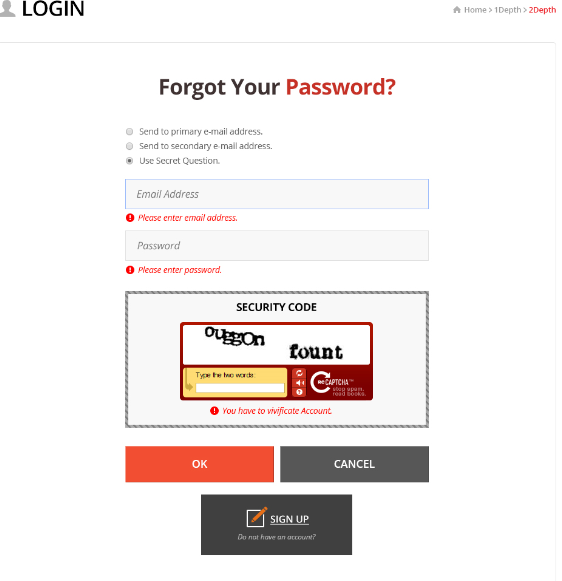 LOGIN
Home > 1Depth > 2Depth
Forgot Your Password?
Send to primary e-mail address.
Send to secondary e-mail address.
Use Secret Question.
Email Address
Please enter email address.
Password
Please enter password.
SECURITY CODE
fount
Type the two words:
reCAPTCHA™
stop spam.
read books.
You have to vivificate Account.
OK
CANCEL
SIGN UP
Do not have an account?